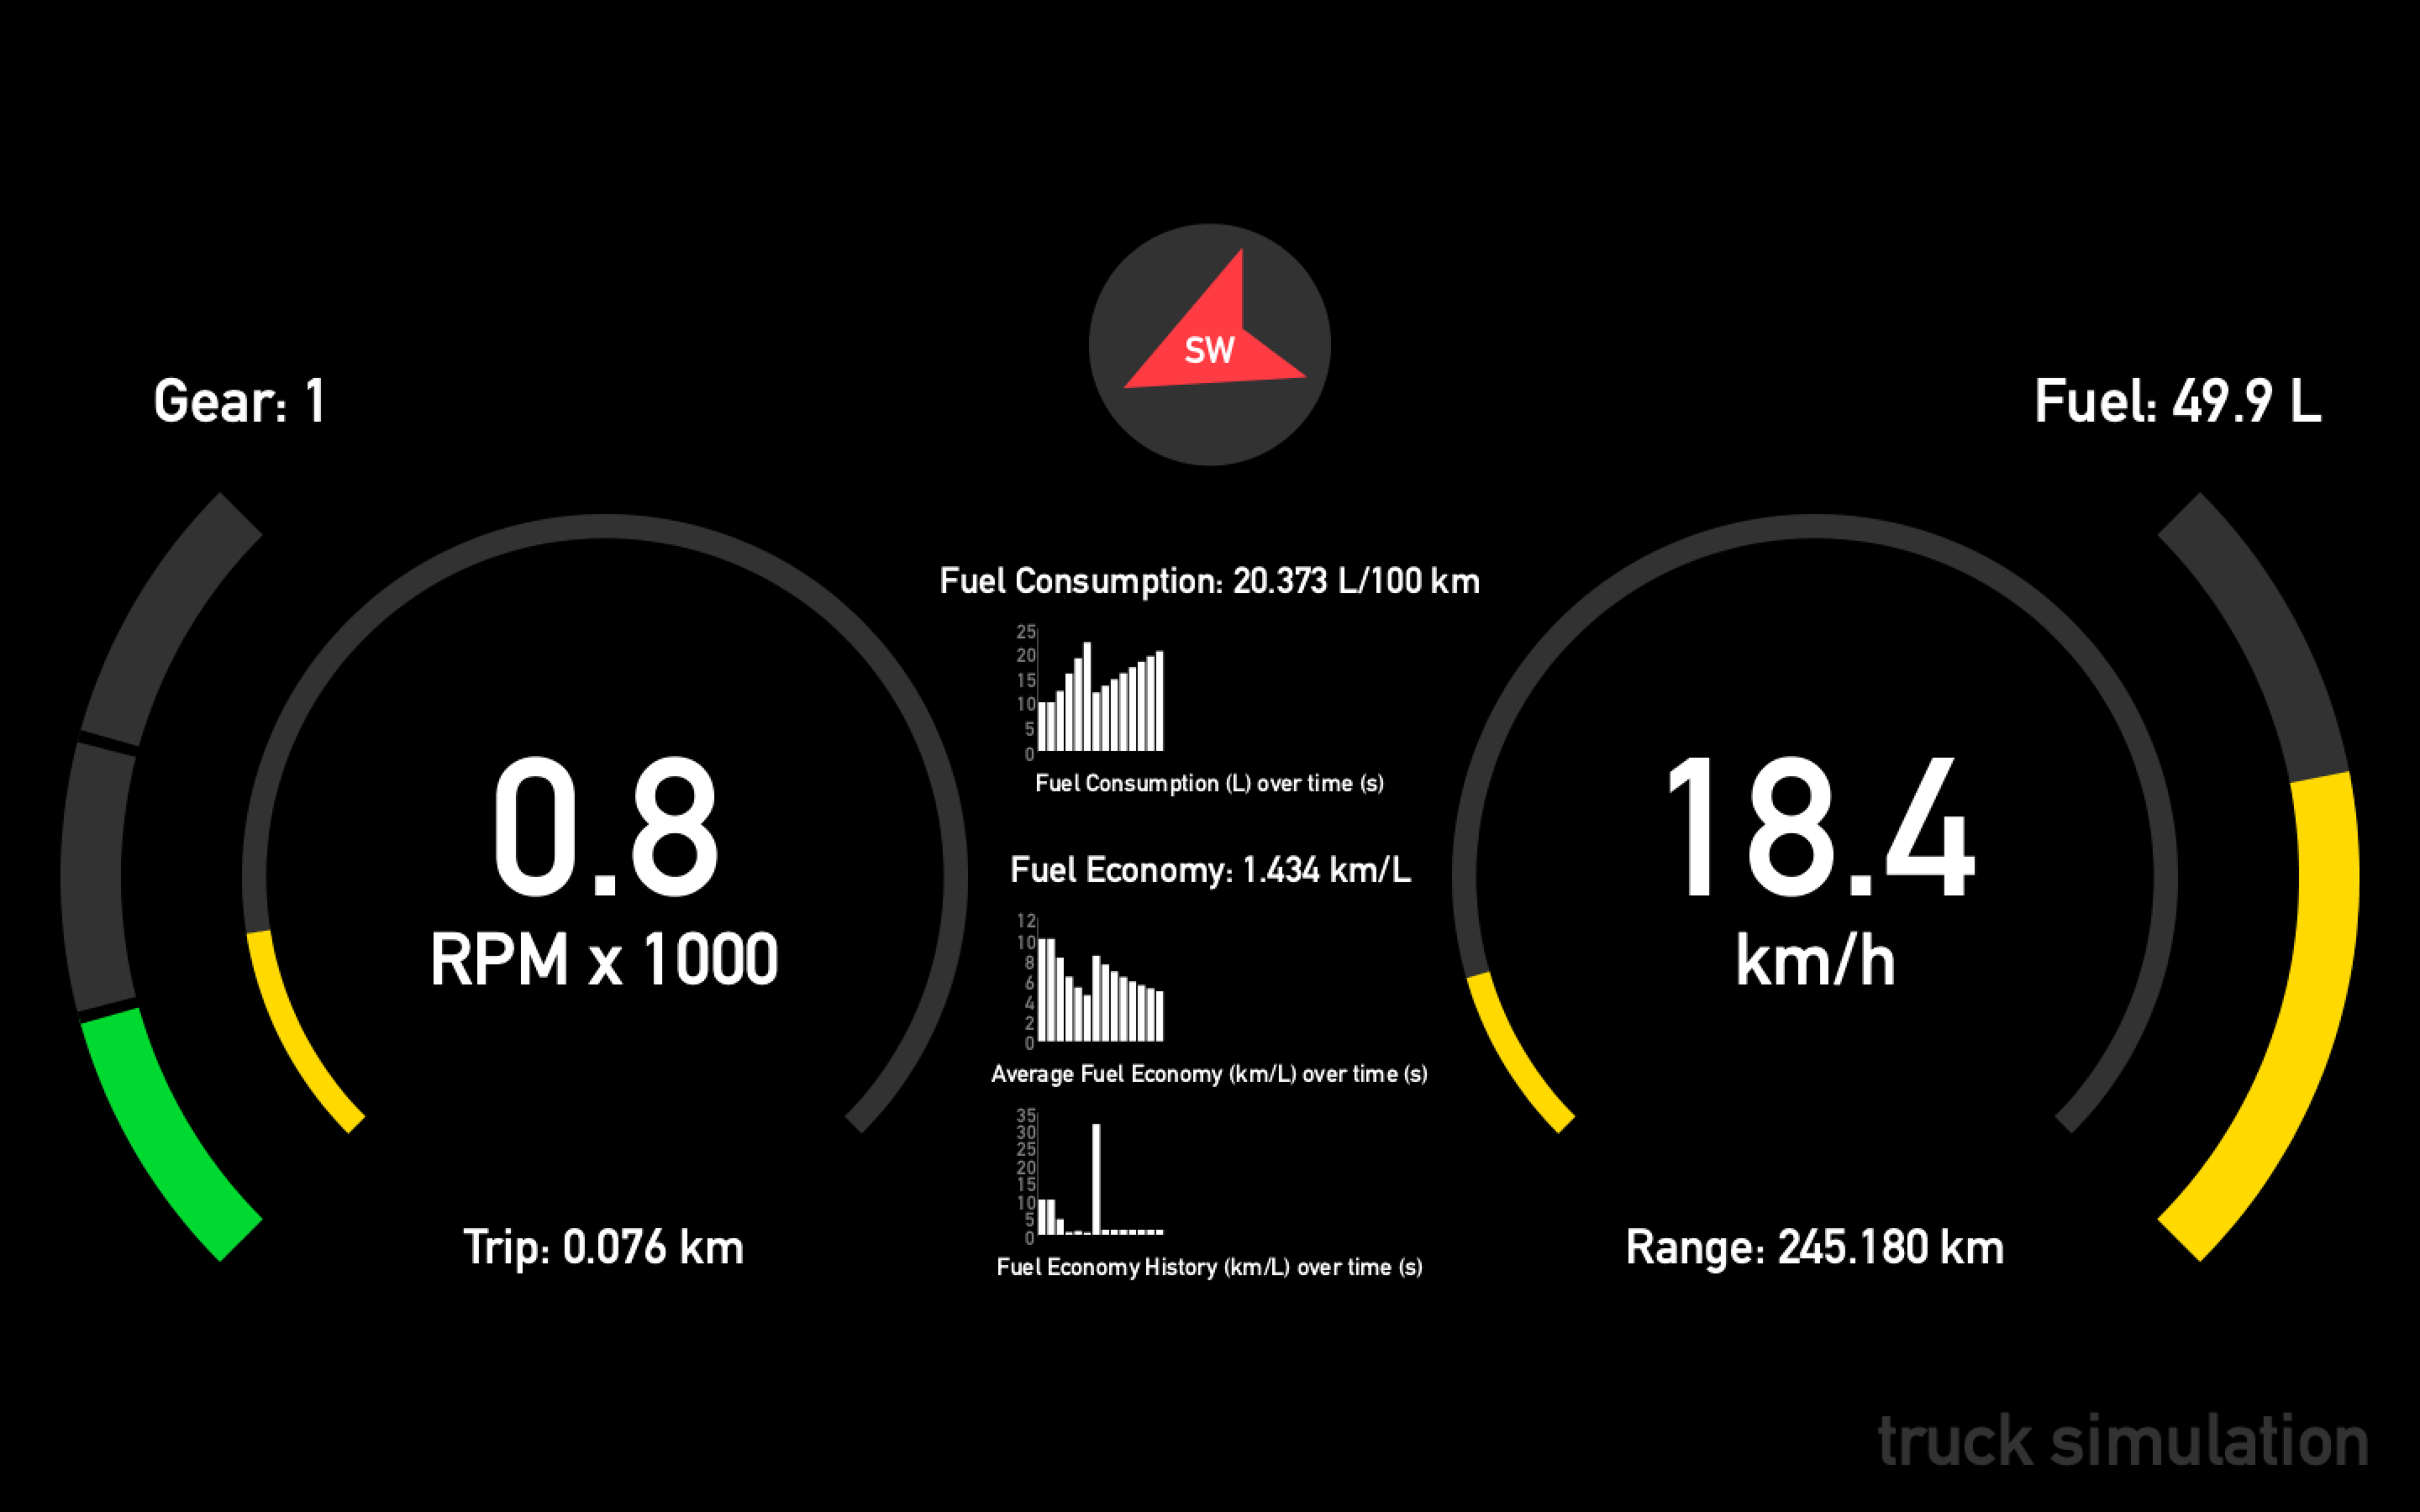 SW
Gear: 1
Fuel: 49.9 L
Fuel Consumption: 20.373 L/100 km
25
20
15
10
5
0
Fuel Consumption (L) over time (s)
0.8
RPM x 1000
18.4
km/h
Fuel Economy: 1.434 km/L
12
10
8
6
4
2
0
Average Fuel Economy (km/L) over time (s)
35
30
25
20
15
10
5
0
Fuel Economy History (km/L) over time (s)
Trip: 0.076 km
Range: 245.180 km
truck simulation